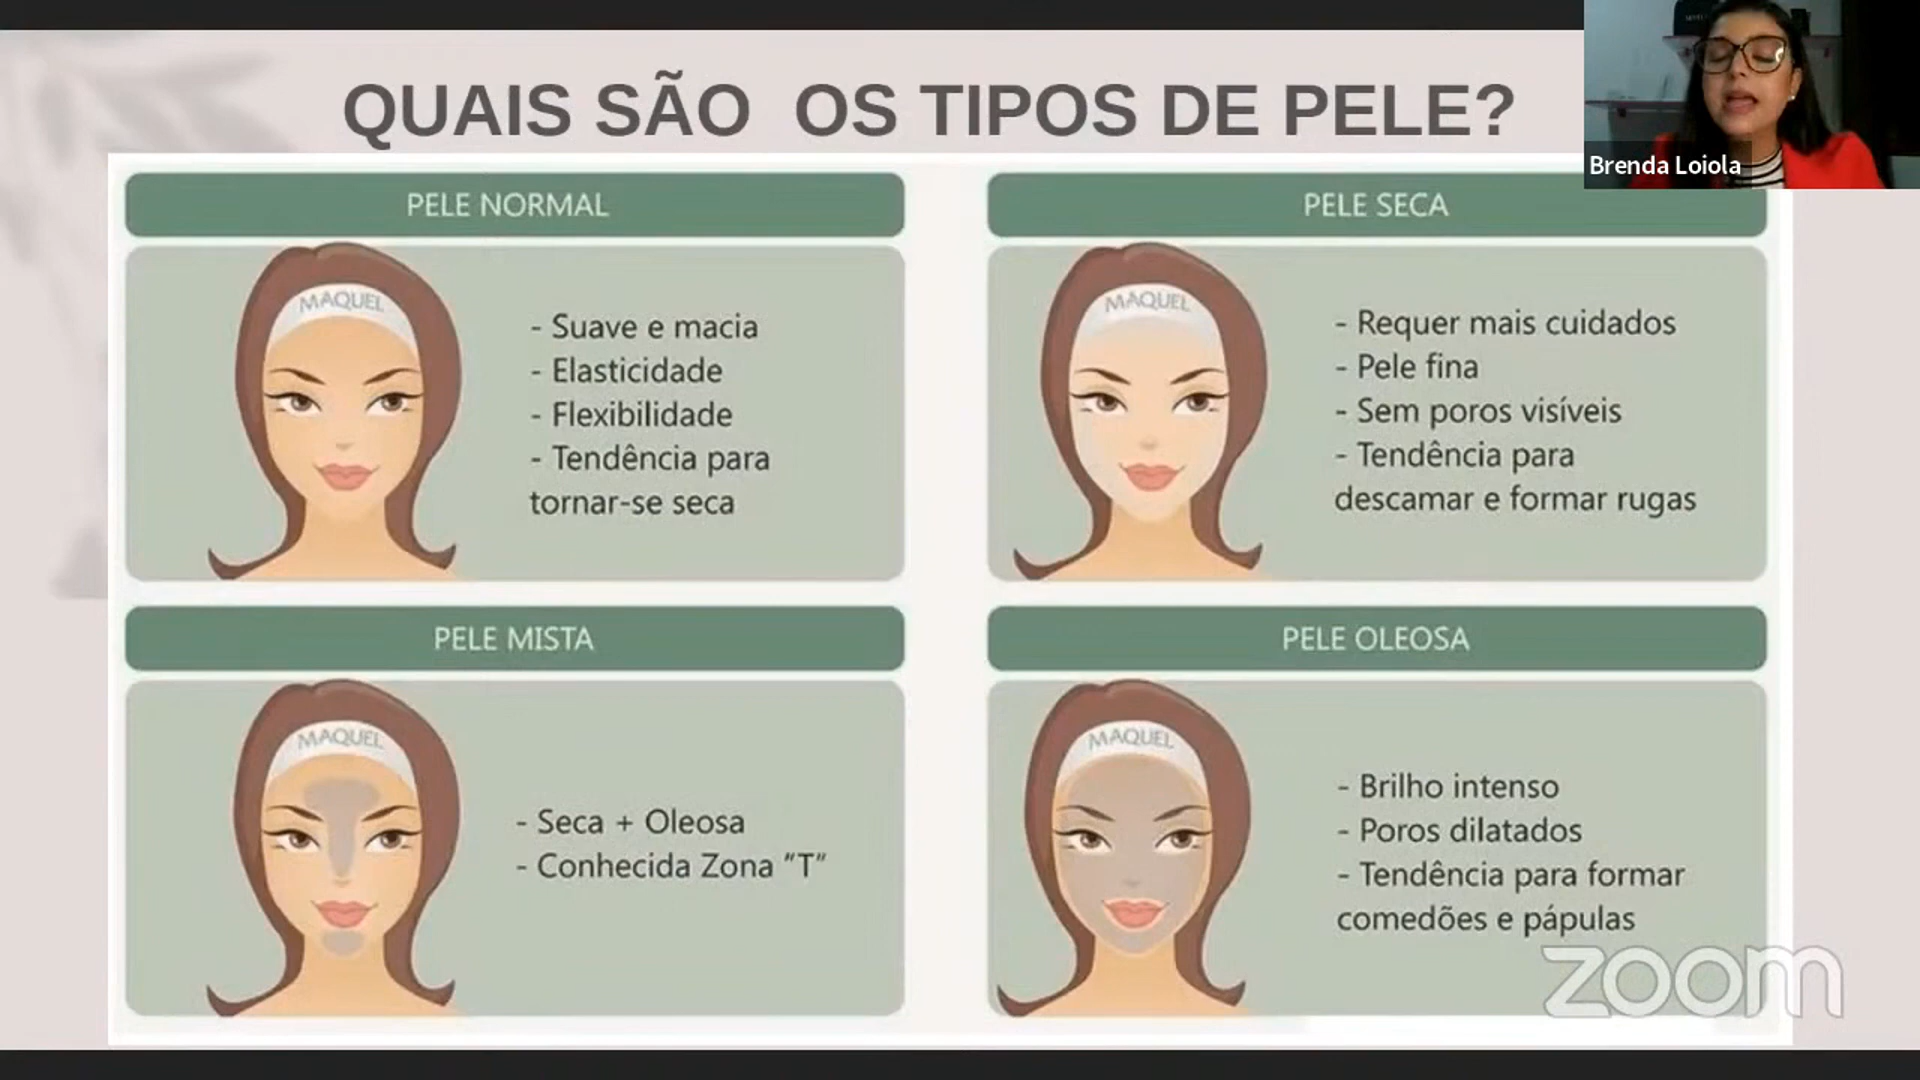 QUAIS SÃO OS TIPOS DE PELE?
Brenda Loiola
PELE NORMAL
MAQUEL
- Suave e macia
- Elasticidade
- Flexibilidade
- Tendência para
tornar-se seca
PELE SECA
MAQUEL
- Requer mais cuidados
- Pele fina
- Sem poros visíveis
- Tendência para
descamar e formar rugas
PELE MISTA
MAQUEL
- Seca + Oleosa
- Conhecida Zona "T"
PELE OLEOSA
MAQUEL
- Brilho intenso
- Poros dilatados
- Tendência para formar
comedões e pápulas
zoom